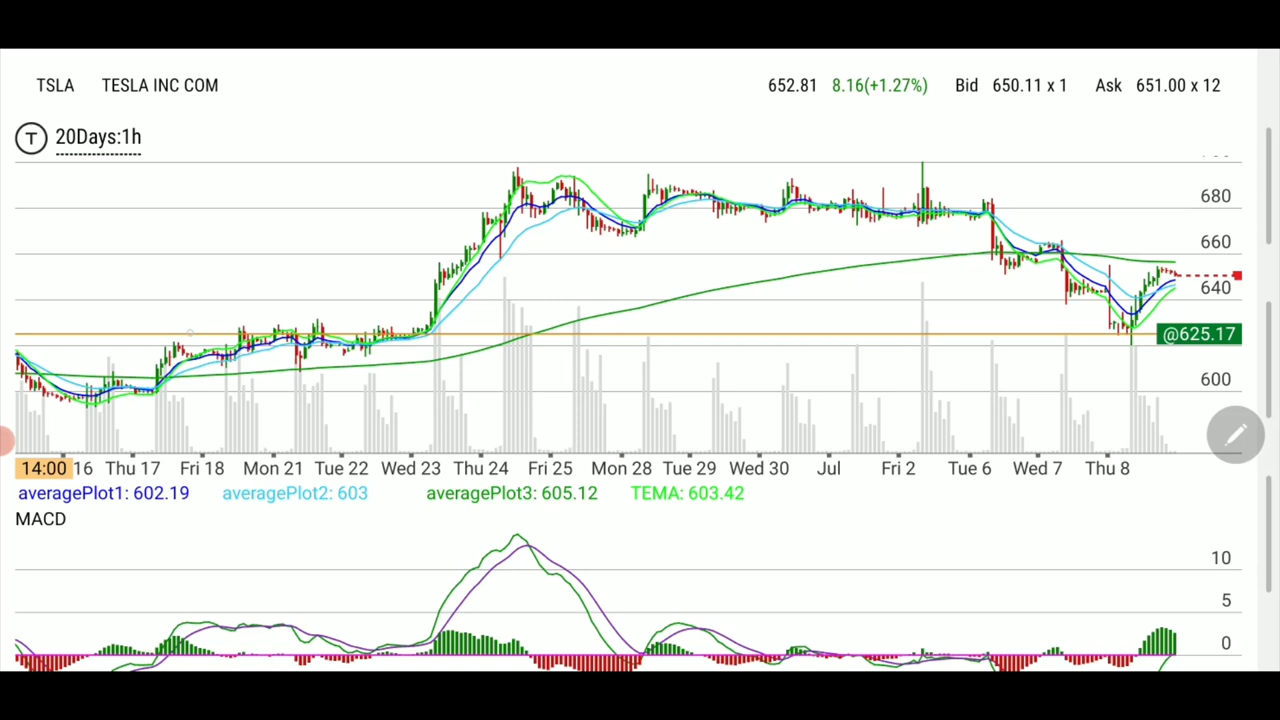 TSLA TESLA INC COM 652.81 8.16(+1.27%) Bid 650.11 x 1 Ask 651.00 x 12
T 20Days:1h
680
660
640
@625.17
600
14:00 16 Thu 17 Fri 18 Mon 21 Tue 22 Wed 23 Thu 24 Fri 25 Mon 28 Tue 29 Wed 30 Jul Fri 2 Tue 6 Wed 7 Thu 8
averagePlot1: 602.19 averagePlot2: 603 averagePlot3: 605.12 TEMA: 603.42
MACD
10
5
0